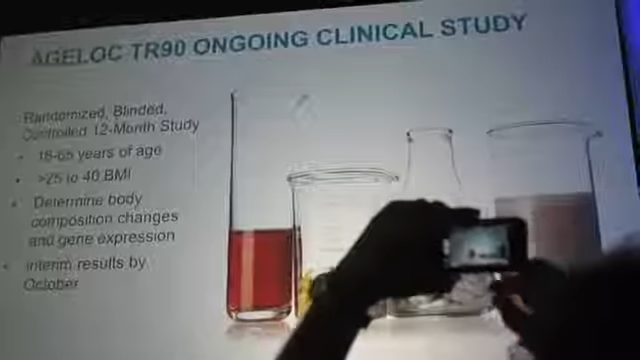 AGELOC TR90 ONGOING CLINICAL STUDY
Randomized, Blinded,
Controlled 12-Month Study
• 18-65 years of age
• >25 to 40 BMI
• Determine body
composition changes
and gene expression
• Interim results by
October